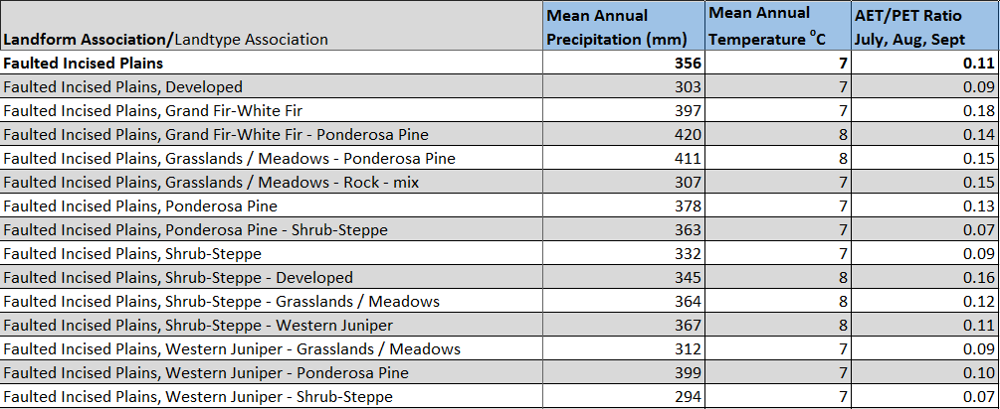 Landform Association/Landtype Association Mean Annual Precipitation (mm) Mean Annual Temperature °C AET/PET Ratio July, Aug, Sept
Faulted Incised Plains 356 7 0.11
Faulted Incised Plains, Developed 303 7 0.09
Faulted Incised Plains, Grand Fir-White Fir 397 7 0.18
Faulted Incised Plains, Grand Fir-White Fir - Ponderosa Pine 420 8 0.14
Faulted Incised Plains, Grasslands / Meadows - Ponderosa Pine 411 8 0.15
Faulted Incised Plains, Grasslands / Meadows - Rock - mix 307 7 0.15
Faulted Incised Plains, Ponderosa Pine 378 7 0.13
Faulted Incised Plains, Ponderosa Pine - Shrub-Steppe 363 7 0.07
Faulted Incised Plains, Shrub-Steppe 332 7 0.09
Faulted Incised Plains, Shrub-Steppe - Developed 345 8 0.16
Faulted Incised Plains, Shrub-Steppe - Grasslands / Meadows 364 8 0.12
Faulted Incised Plains, Shrub-Steppe - Western Juniper 367 8 0.11
Faulted Incised Plains, Western Juniper - Grasslands / Meadows 312 7 0.09
Faulted Incised Plains, Western Juniper - Ponderosa Pine 399 7 0.10
Faulted Incised Plains, Western Juniper - Shrub-Steppe 294 7 0.07